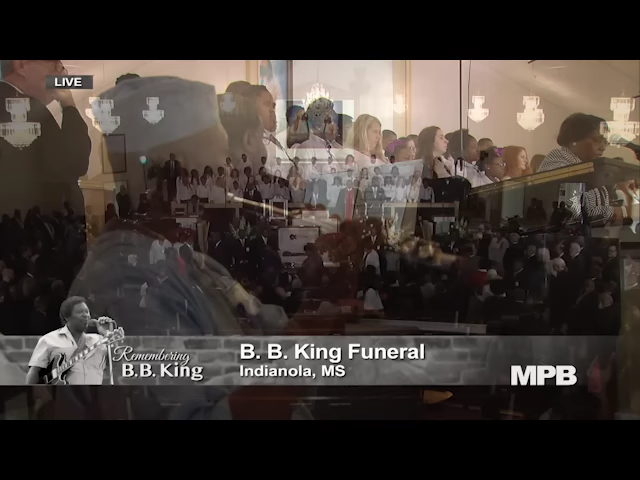 LIVE
Remembering
B.B. King
B. B. King Funeral
Indianola, MS
MPB